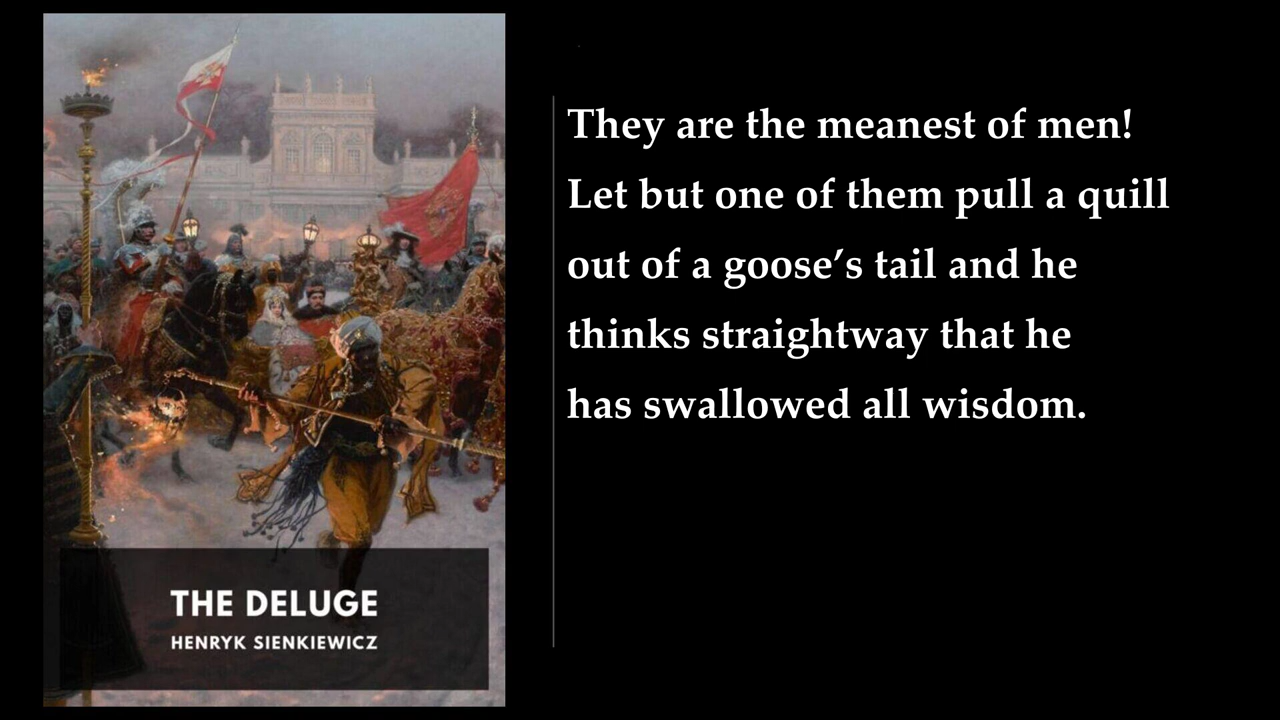 They are the meanest of men!
Let but one of them pull a quill
out of a goose’s tail and he
thinks straightway that he
has swallowed all wisdom.
THE DELUGE
HENRYK SIENKIEWICZ